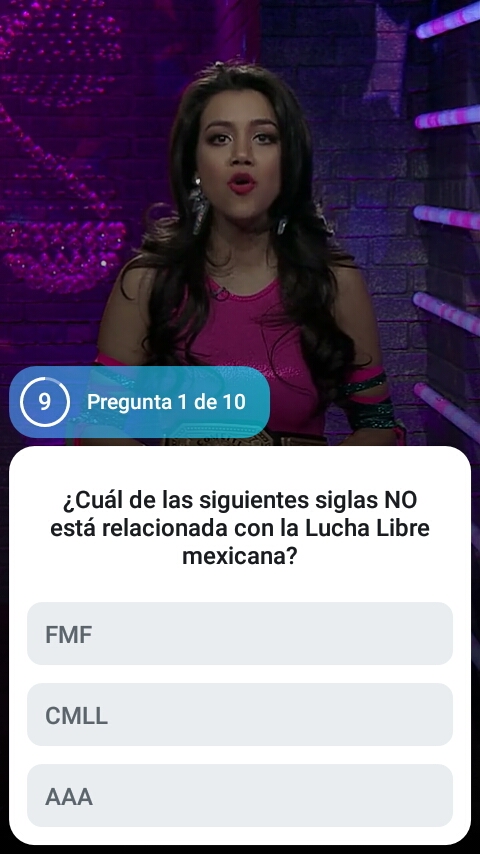 9
Pregunta 1 de 10
¿Cuál de las siguientes siglas NO
está relacionada con la Lucha Libre
mexicana?
FMF
CMLL
AAA